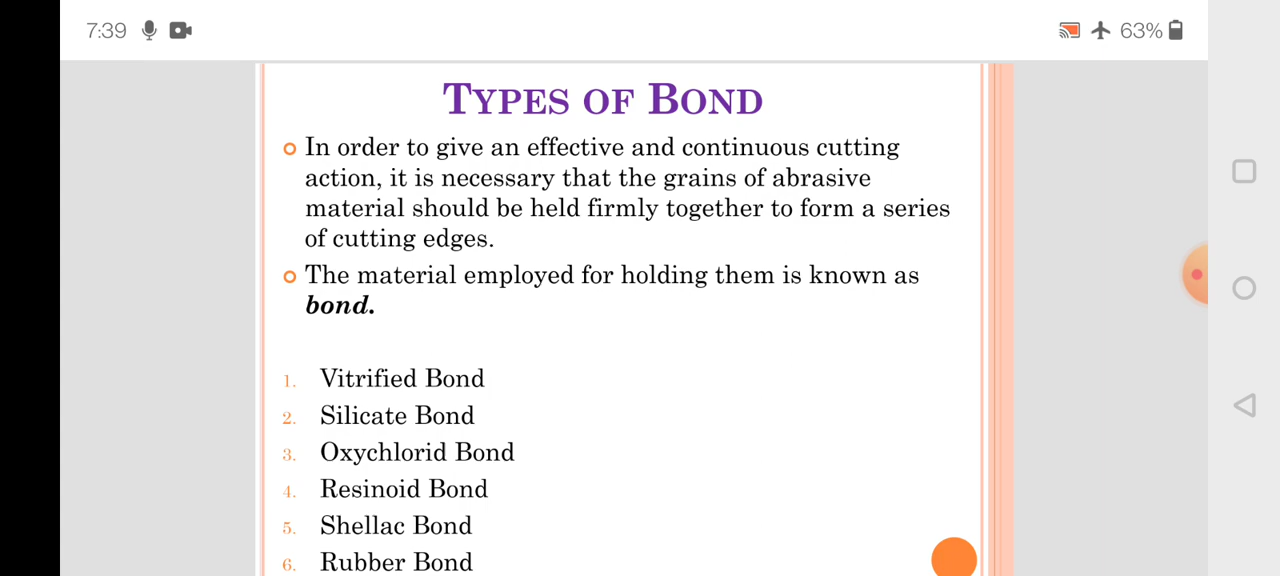 7:39
63%
TYPES OF BOND
In order to give an effective and continuous cutting
action, it is necessary that the grains of abrasive
material should be held firmly together to form a series
of cutting edges.
The material employed for holding them is known as
bond.
1. Vitrified Bond
2. Silicate Bond
3. Oxychlorid Bond
4. Resinoid Bond
5. Shellac Bond
6. Rubber Bond